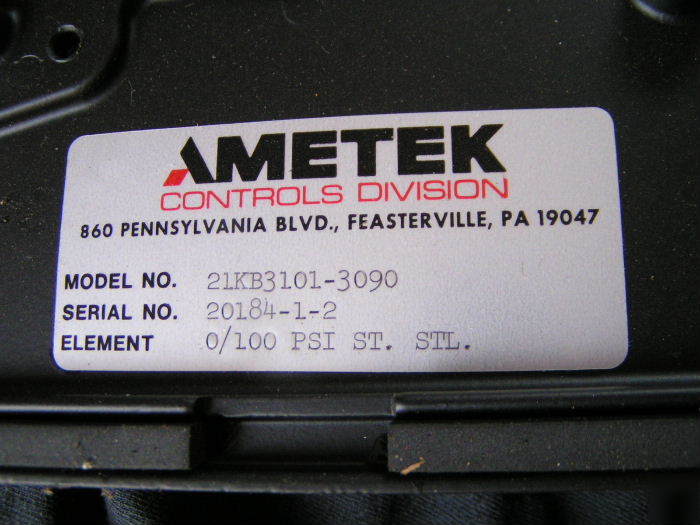 AMETEK
CONTROLS DIVISION
860 PENNSYLVANIA BLVD., FEASTERVILLE, PA 19047
MODEL NO. 21KB3101-3090
SERIAL NO. 20184-1-2
ELEMENT 0/100 PSI ST. STL.